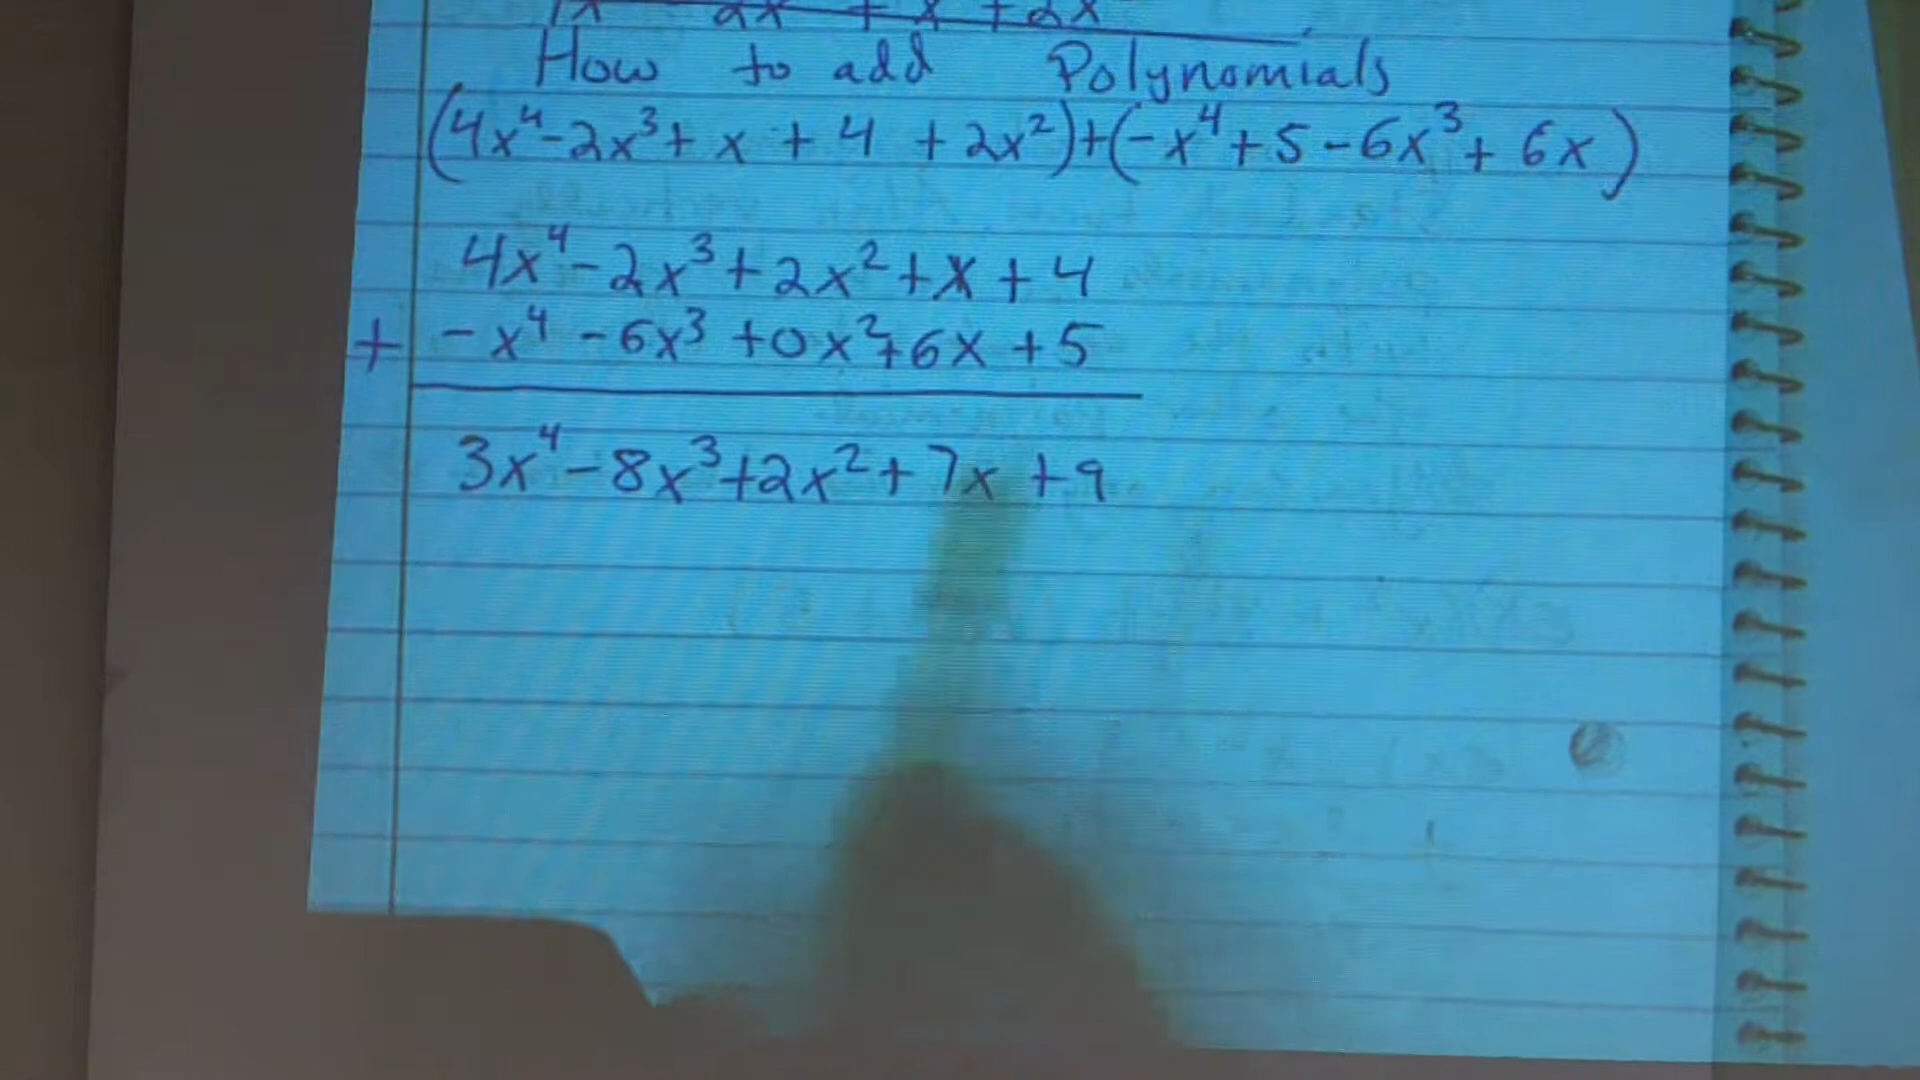 How to add Polynomials
(4x⁴-2x³+ x + 4 + 2x²)+(-x⁴+5-6x³+ 6x)
4x⁴-2x³+2x²+x+4
+ -x⁴ -6x³ +0x²+6x +5
3x⁴-8x³+2x²+7x +9